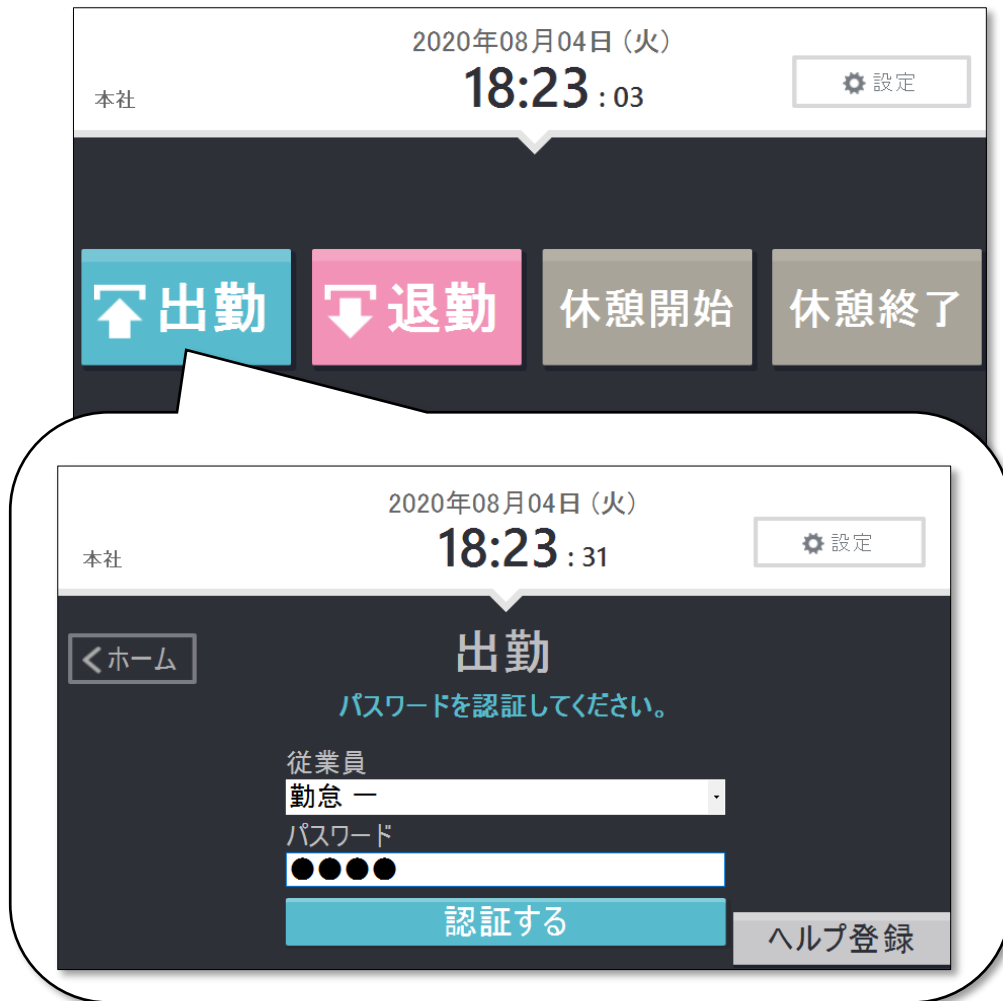 2020年08月04日（火）
本社
18:23 : 03
設定
出勤
退勤
休憩開始
休憩終了
2020年08月04日（火）
本社
18:23 : 31
設定
ホーム
出勤
パスワードを認証してください。
従業員
勤怠 一
パスワード
●●●●
認証する
ヘルプ登録